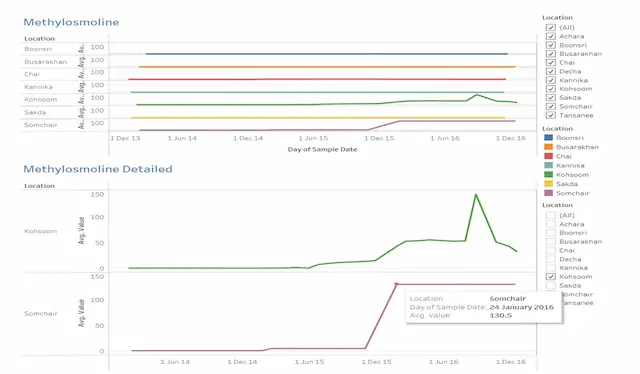 Methylosmoline
Location
Boonsri
Busarakhan
Chai
Kannika
Kohsoom
Sakda
Somchair
Av.. Av.. Av.. Av.. Av.. Av.. Av..
100
100
100
100
100
100
100
1 Dec 13 1 Jun 14 1 Dec 14 1 Jun 15 1 Dec 15 1 Jun 16 1 Dec 16
Day of Sample Date
Methylosmoline Detailed
Location
Kohsoom
Avg. Value
150
100
50
0
Somchair
Avg. Value
150
100
50
0
1 Jun 14 1 Dec 14 1 Jun 15 1 Dec 15 1 Jun 16 1 Dec 16
Location: Somchair
Day of Sample Date: 24 January 2016
Avg. Value: 130.5
Location
(All)
Achara
Boonsri
Busarakhan
Chai
Decha
Kannika
Kohsoom
Sakda
Somchair
Tansanee
Location
Boonsri
Busarakhan
Chai
Kannika
Kohsoom
Sakda
Somchair
Location
(All)
Achara
Boonsri
Busarakhan
Chai
Decha
Kannika
Kohsoom
Sakda
omchair
ansanee